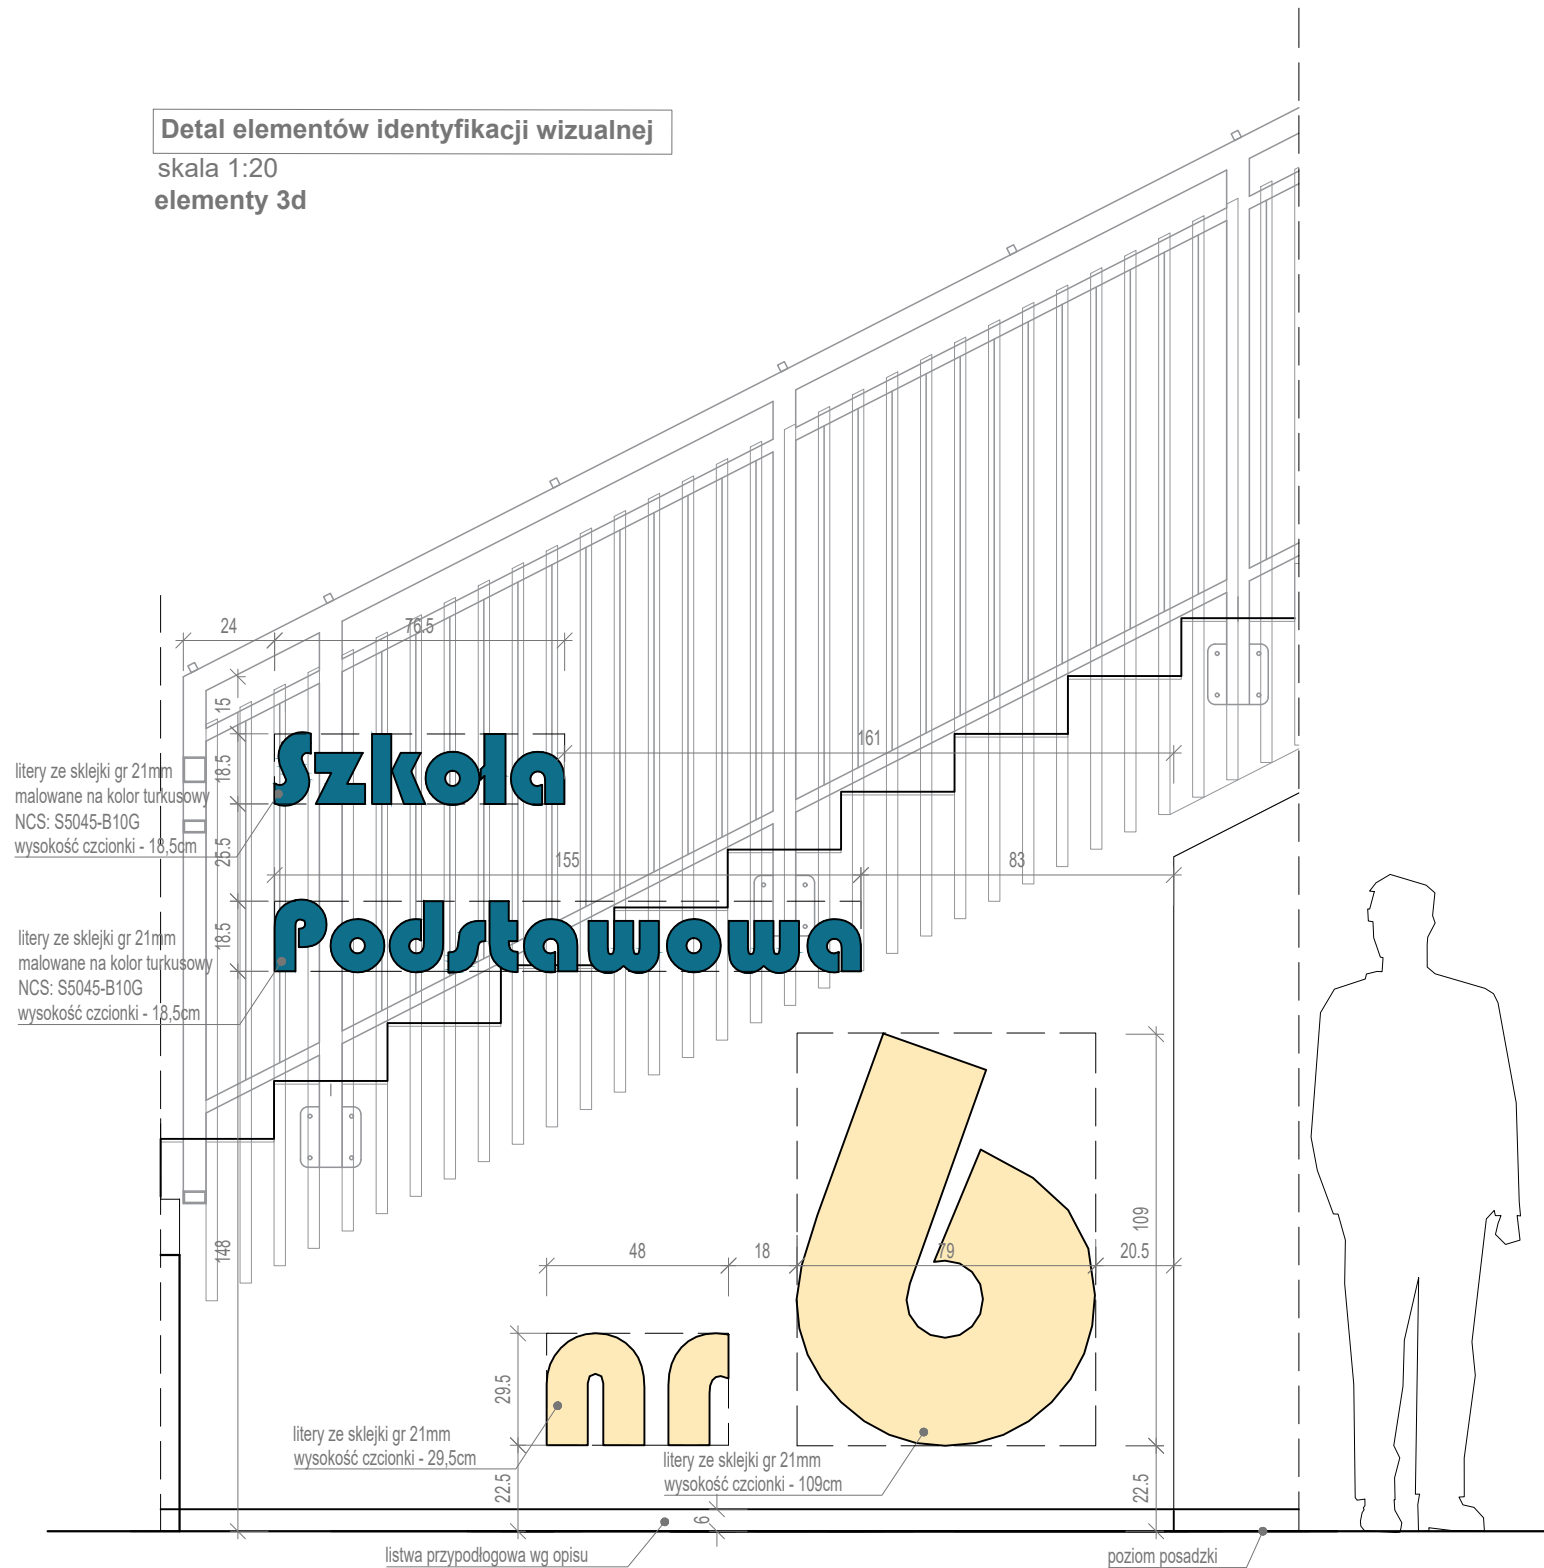 Detal elementów identyfikacji wizualnej
skala 1:20
elementy 3d
24
76.5
15
161
18.5
Szkoła
litery ze sklejki gr 21mm
malowane na kolor turkusowy
NCS: S5045-B10G
wysokość czcionki - 18,5cm
25.5
155
83
18.5
Podstawowa
litery ze sklejki gr 21mm
malowane na kolor turkusowy
NCS: S5045-B10G
wysokość czcionki - 18,5cm
148
48
18
79
20.5
109
6
nr
29.5
litery ze sklejki gr 21mm
wysokość czcionki - 29,5cm
litery ze sklejki gr 21mm
wysokość czcionki - 109cm
22.5
22.5
6
listwa przypodłogowa wg opisu
poziom posadzki